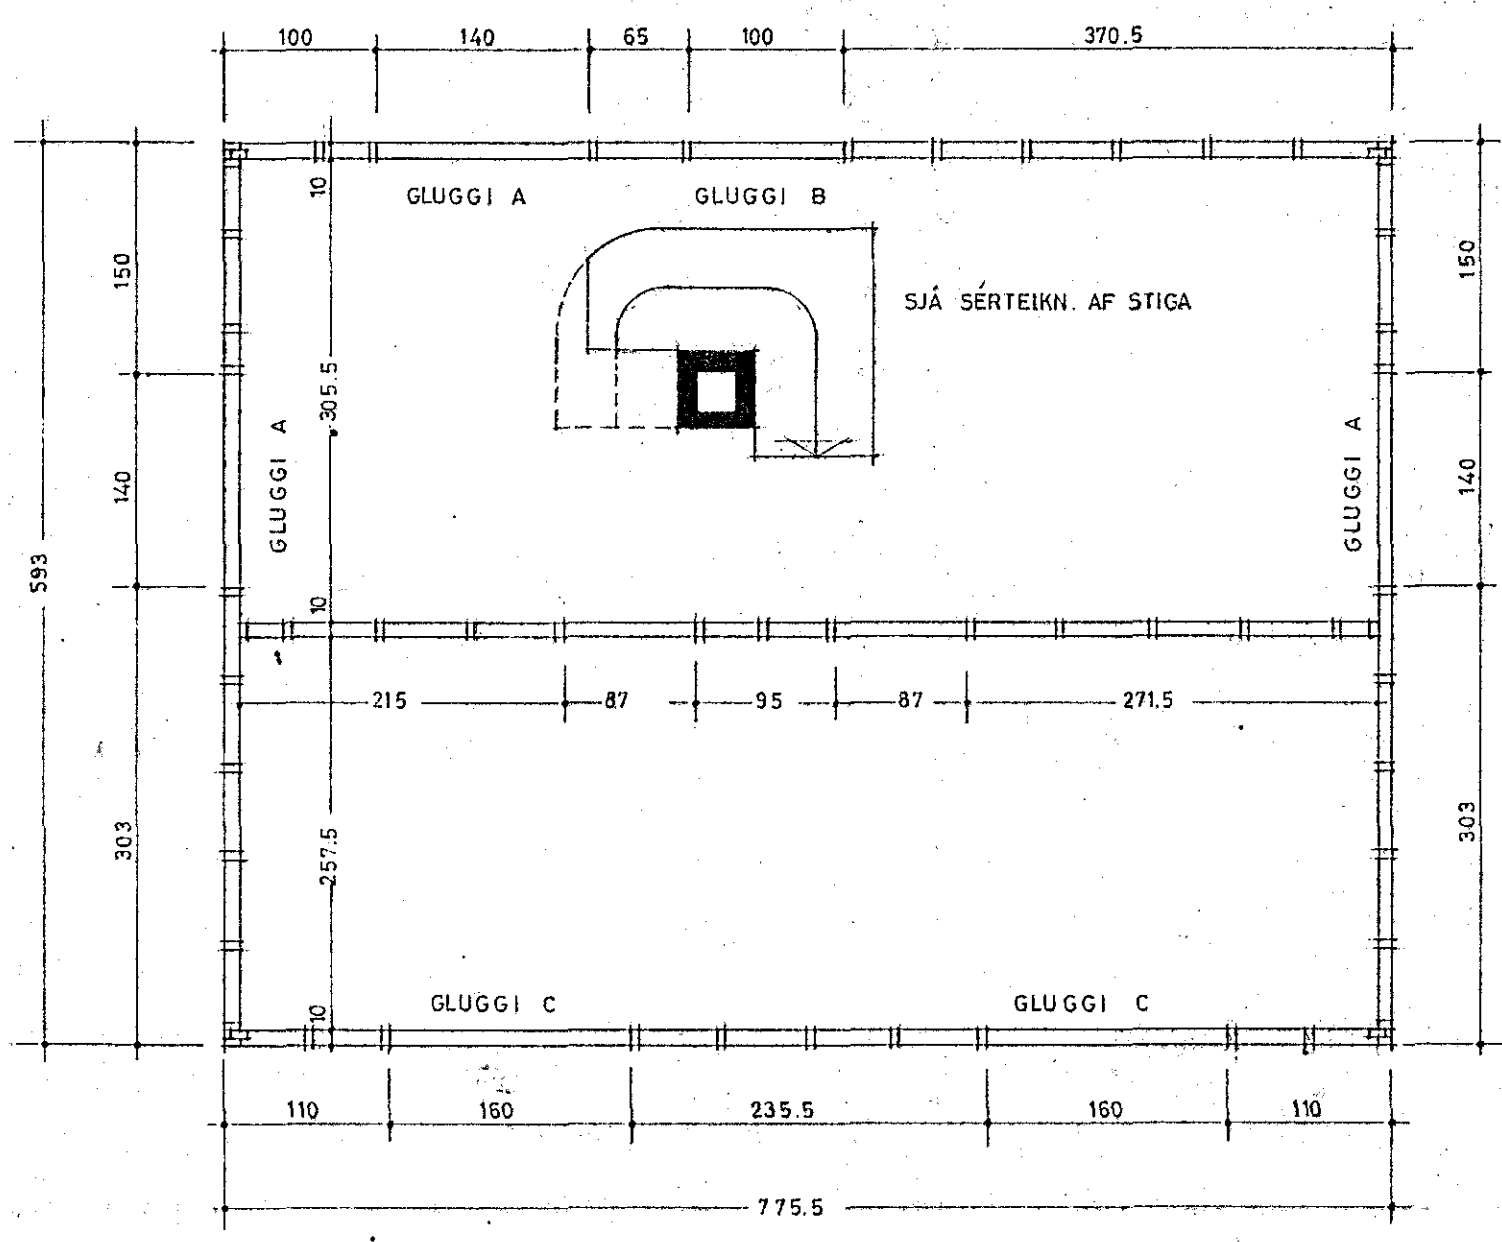 100 140 65 100 370.5
10
GLUGGI A GLUGGI B
150 150
SJÁ SÉRTEIKN. AF STIGA
305.5
GLUGGI A GLUGGI A
140 140
593
10
215 87 95 87 271.5
303 303
257.5
GLUGGI C GLUGGI C
10
110 160 235.5 160 110
775.5